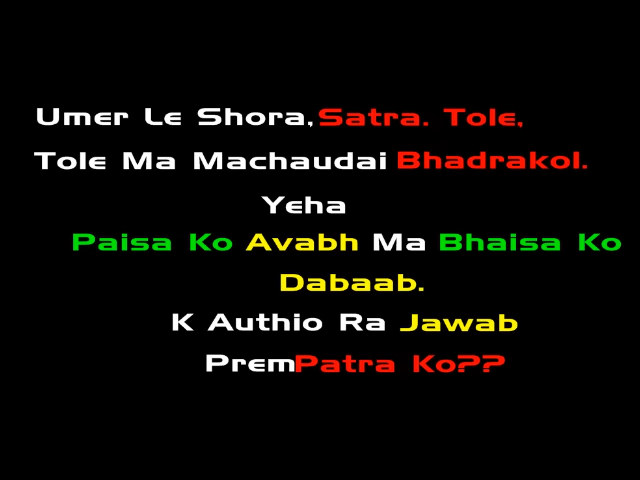 Umer Le Shora,Satra. Tole,
Tole Ma Machaudai Bhadrakol.
Yeha
Paisa Ko Avabh Ma Bhaisa Ko
Dabaab.
K Authio Ra Jawab
PremPatra Ko??